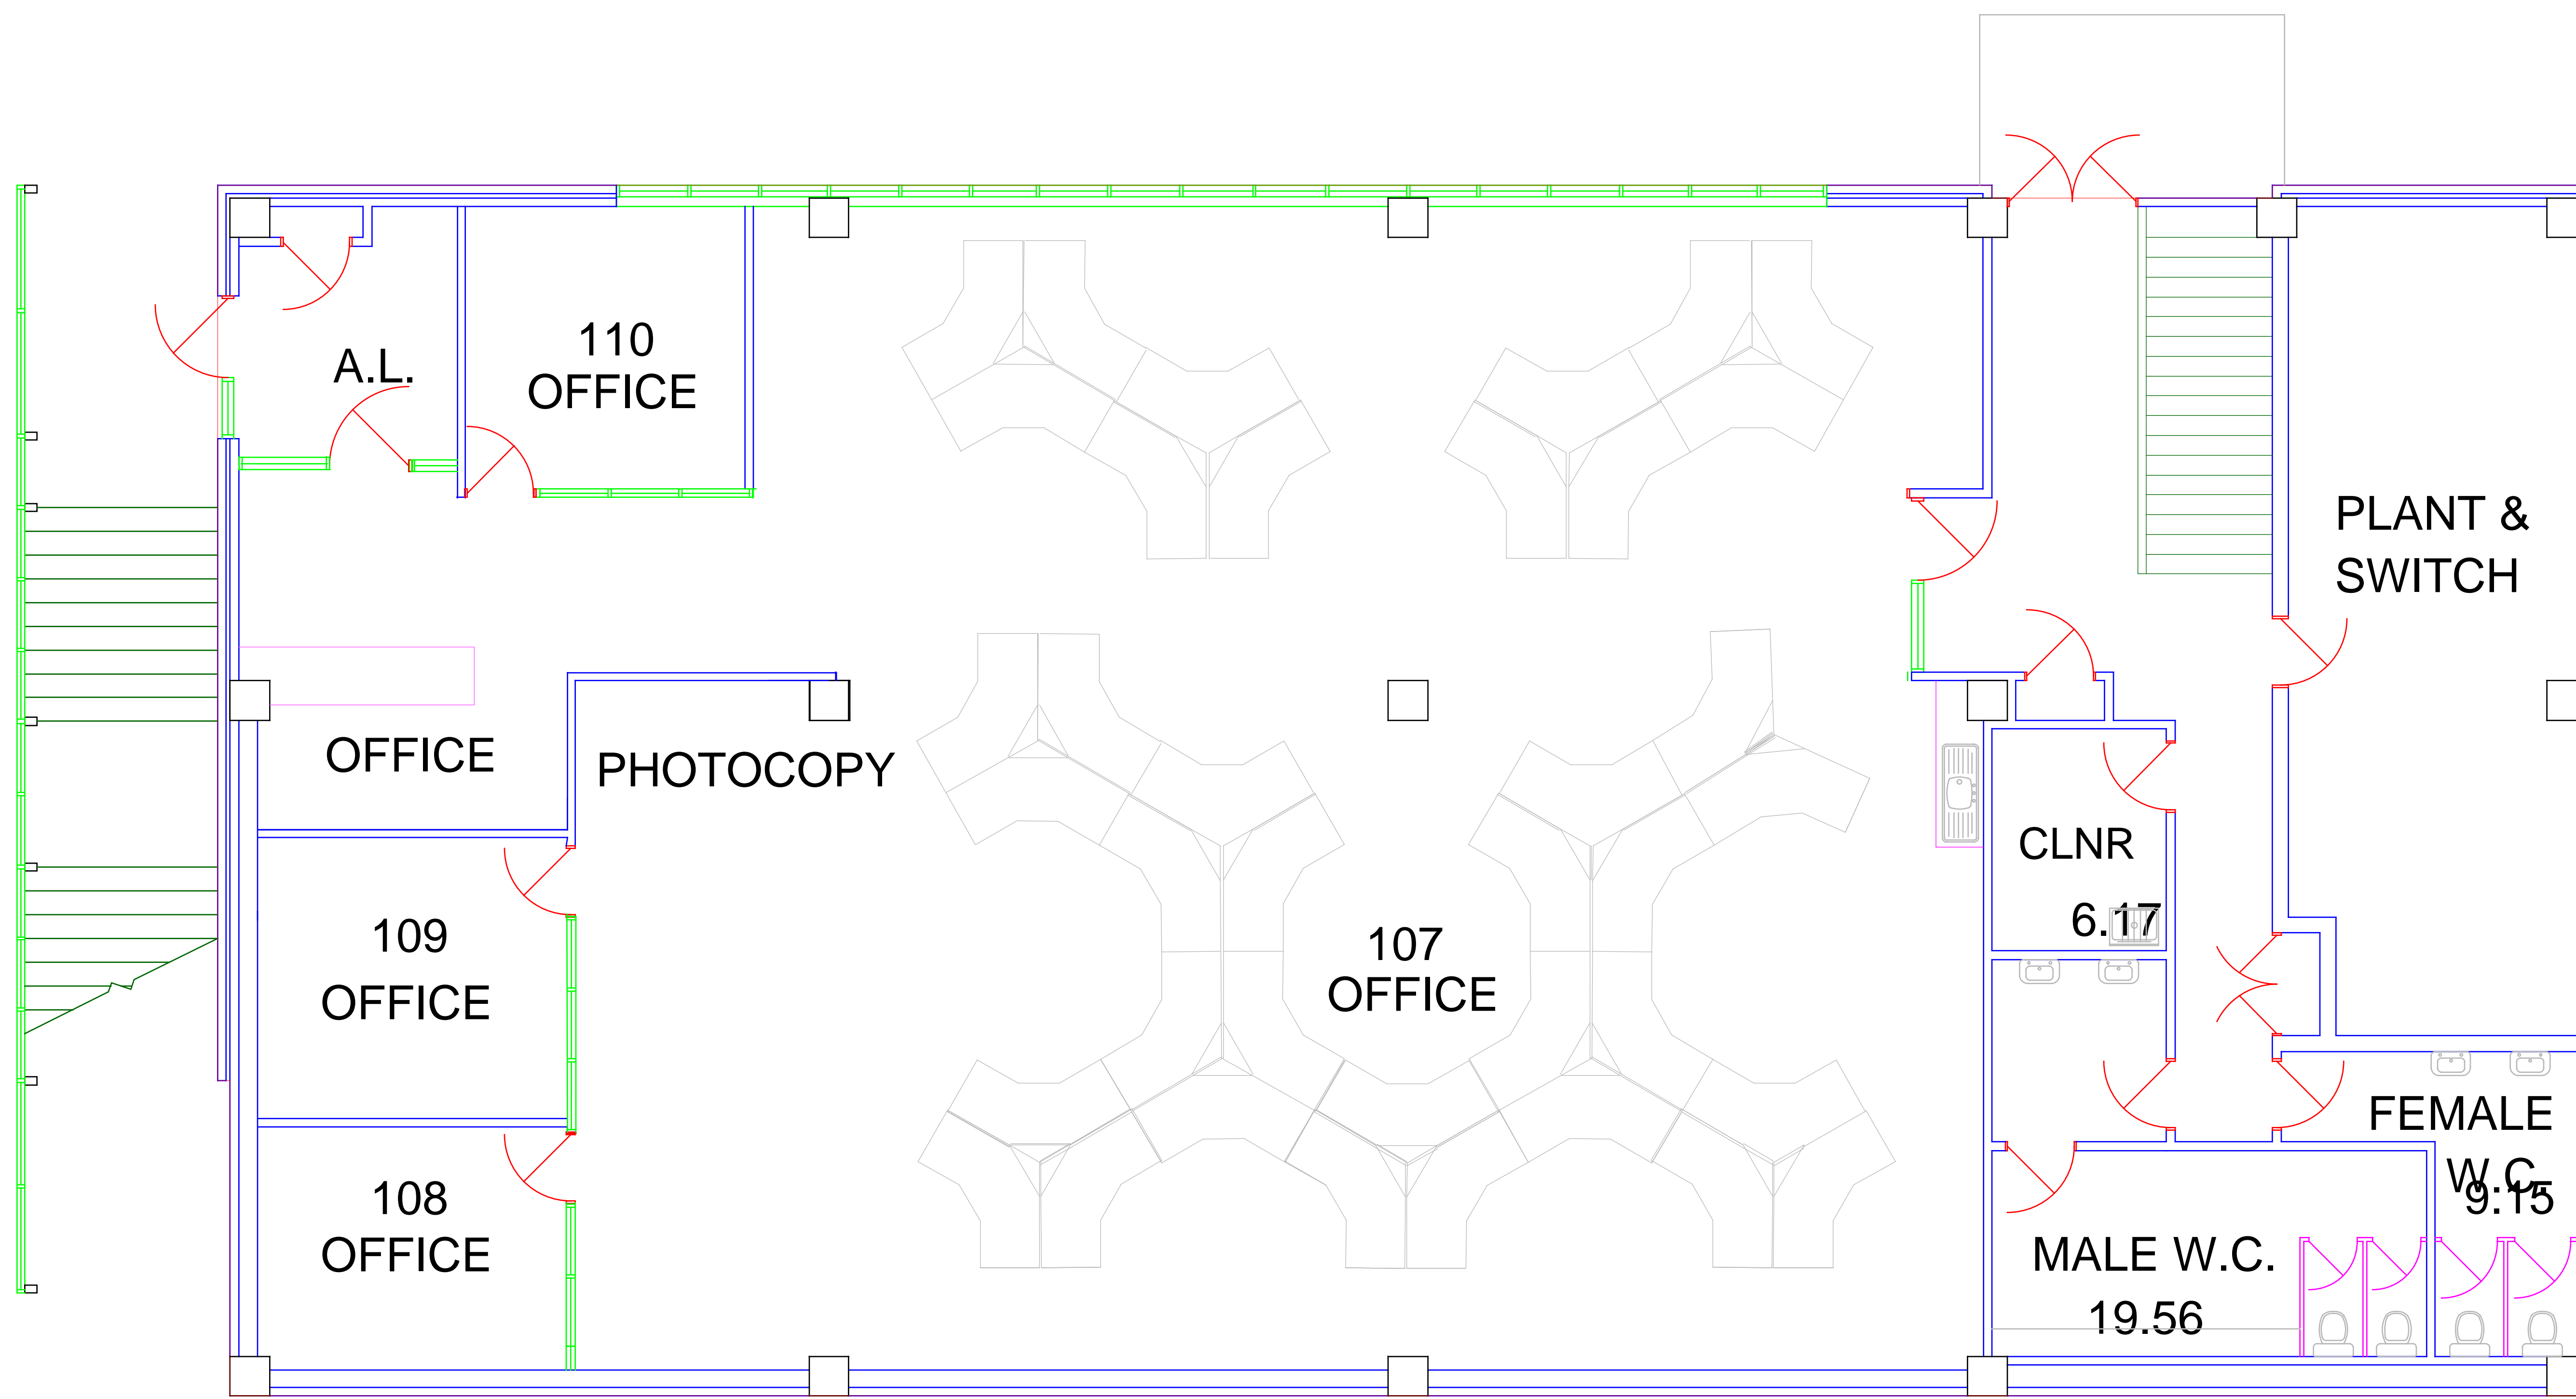 110
OFFICE
A.L.
PLANT &
SWITCH
OFFICE
PHOTOCOPY
CLNR
6.17
109
OFFICE
107
OFFICE
108
OFFICE
FEMALE
W.C.
9.15
MALE W.C.
19.56